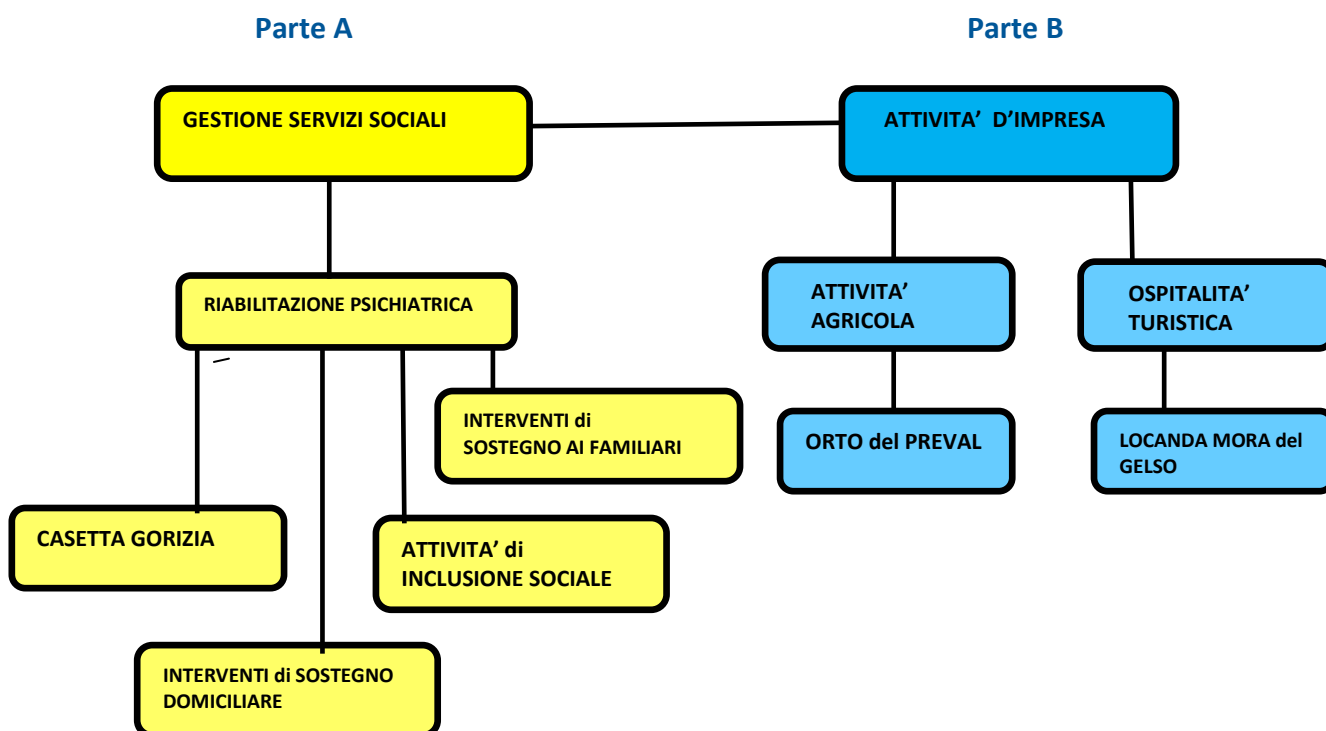 Parte A
Parte B
GESTIONE SERVIZI SOCIALI
ATTIVITA’ D’IMPRESA
RIABILITAZIONE PSICHIATRICA
ATTIVITA’
AGRICOLA
OSPITALITA’
TURISTICA
INTERVENTI di
SOSTEGNO AI FAMILIARI
ORTO del PREVAL
LOCANDA MORA del
GELSO
CASETTA GORIZIA
ATTIVITA’ di
INCLUSIONE SOCIALE
INTERVENTI di SOSTEGNO
DOMICILIARE